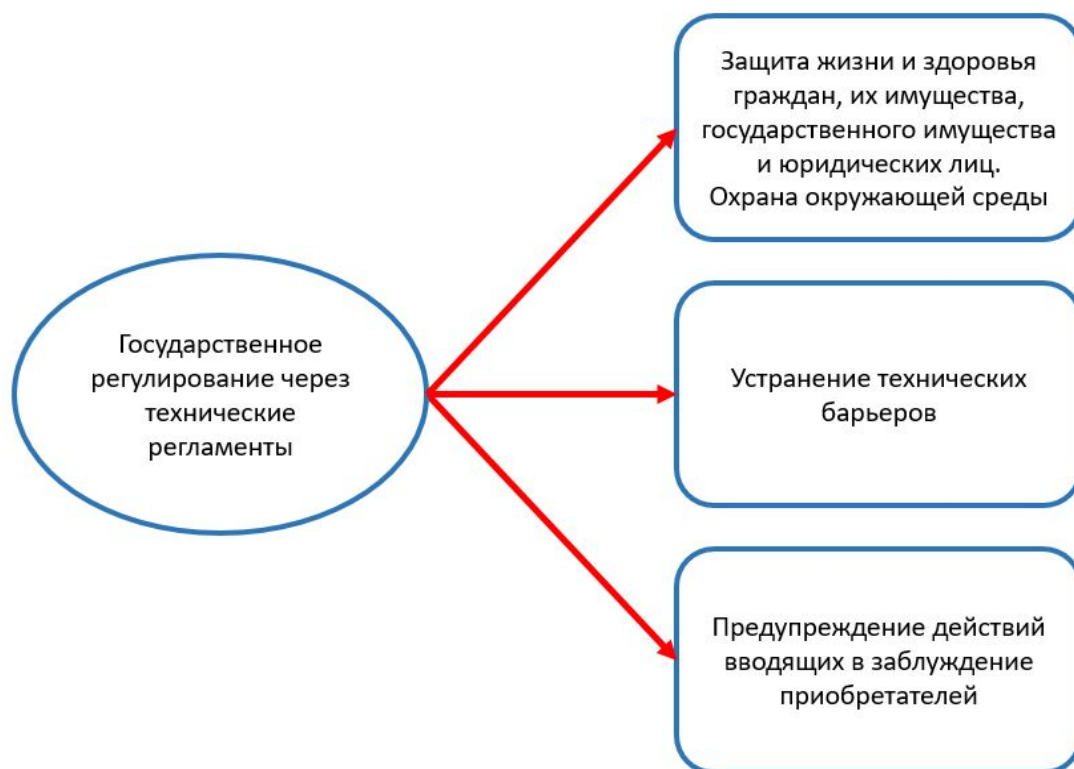 Защита жизни и здоровья
граждан, их имущества,
государственного имущества
и юридических лиц.
Охрана окружающей среды
Государственное
регулирование через
технические
регламенты
Устранение технических
барьеров
Предупреждение действий
вводящих в заблуждение
приобретателей